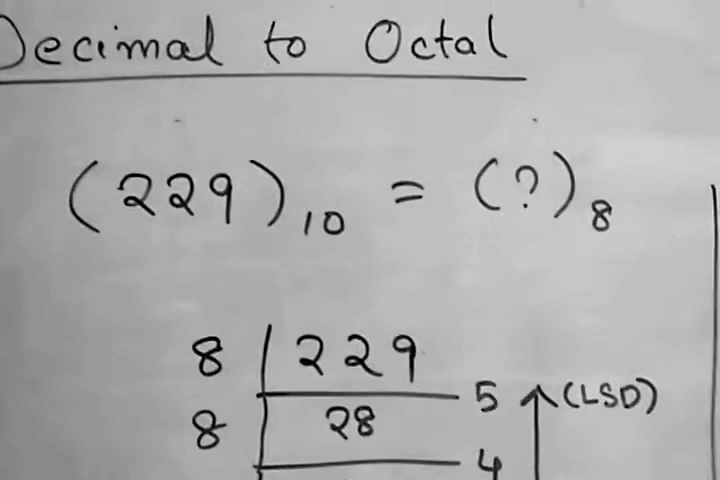 Decimal to Octal
(229)10 = (?)8
8 229
5 (LSD)
8 28
4